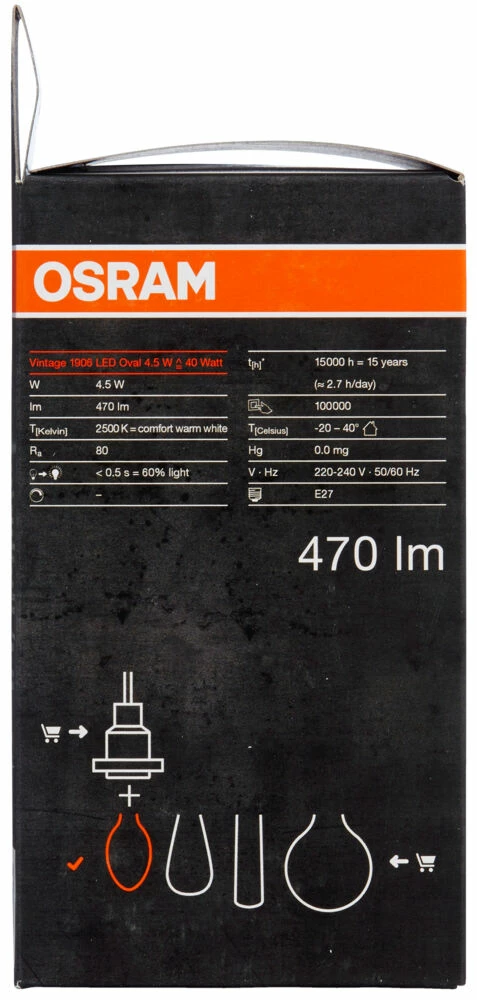 OSRAM
Vintage 1906 LED Oval 4.5 W ≙ 40 Watt
W 4.5 W
lm 470 lm
T[Kelvin] 2500 K = comfort warm white
Ra 80
< 0.5 s = 60% light
–
t[h]* 15000 h = 15 years
(≈ 2.7 h/day)
100000
T[Celsius] -20 – 40°
Hg 0.0 mg
V · Hz 220-240 V · 50/60 Hz
E27
470 lm